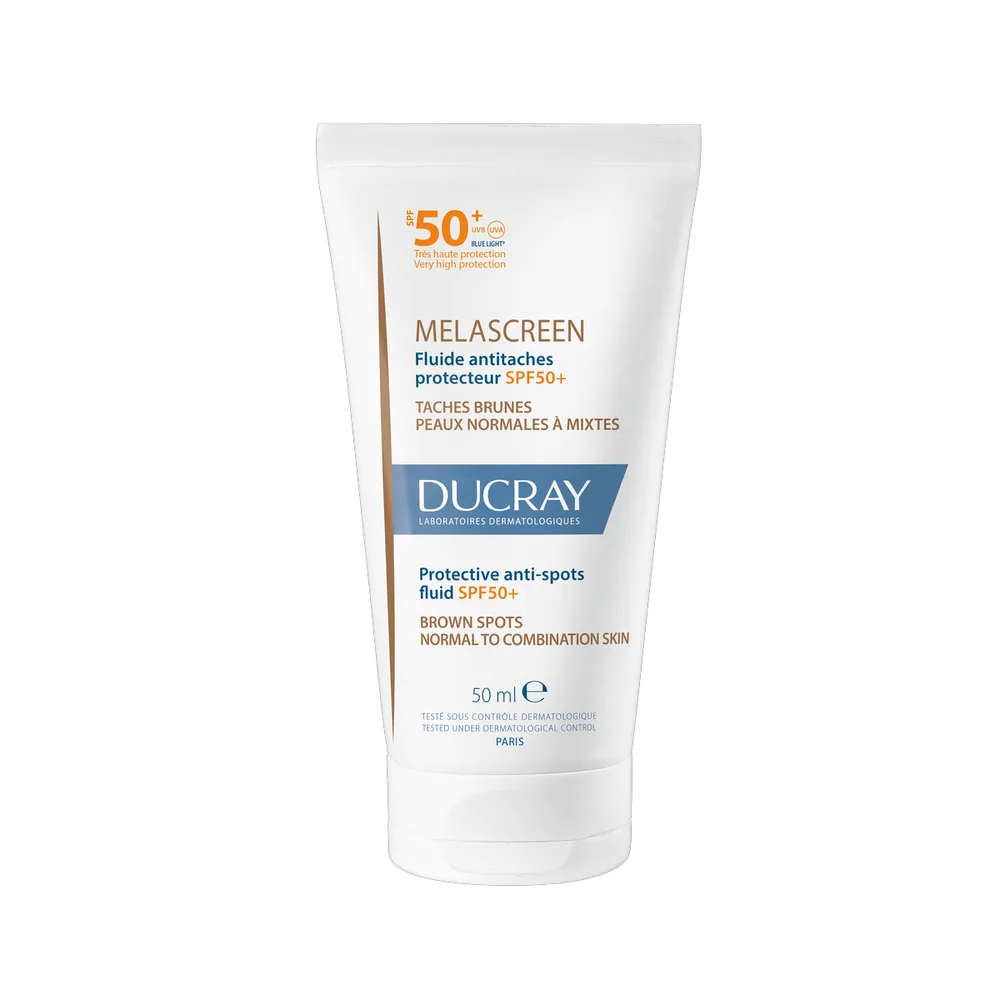 SPF 50+ UVB UVA
BLUE LIGHT*
Très haute protection
Very high protection
MELASCREEN
Fluide antitaches
protecteur SPF50+
TACHES BRUNES
PEAUX NORMALES À MIXTES
DUCRAY
LABORATOIRES DERMATOLOGIQUES
Protective anti-spots
fluid SPF50+
BROWN SPOTS
NORMAL TO COMBINATION SKIN
50 ml ℮
TESTÉ SOUS CONTRÔLE DERMATOLOGIQUE
TESTED UNDER DERMATOLOGICAL CONTROL
PARIS